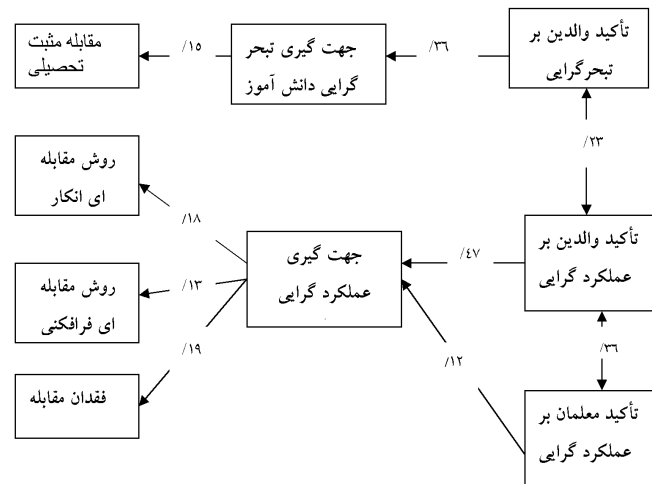 تأکید والدین بر
تبحرگرایی
/۳۶
جهت گیری تبحر
گرایی دانش آموز
/۱۵
مقابله مثبت
تحصیلی
/۲۳
روش مقابله
ای انکار
/۱۸
تأکید والدین بر
عملکرد گرایی
/٤٧
جهت گیری
عملکرد گرایی
/۱۳
روش مقابله
ای فرافکنی
/۱۹
/۱۲
/۳۶
فقدان مقابله
تأکید معلمان بر
عملکرد گرایی